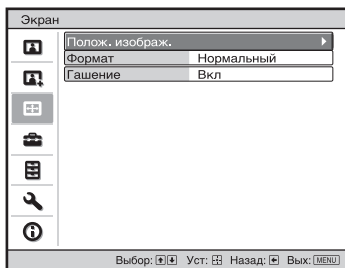 Экран
Полож. изображ.
Формат Нормальный
Гашение Вкл
Выбор: Уст: Назад: Вых: MENU